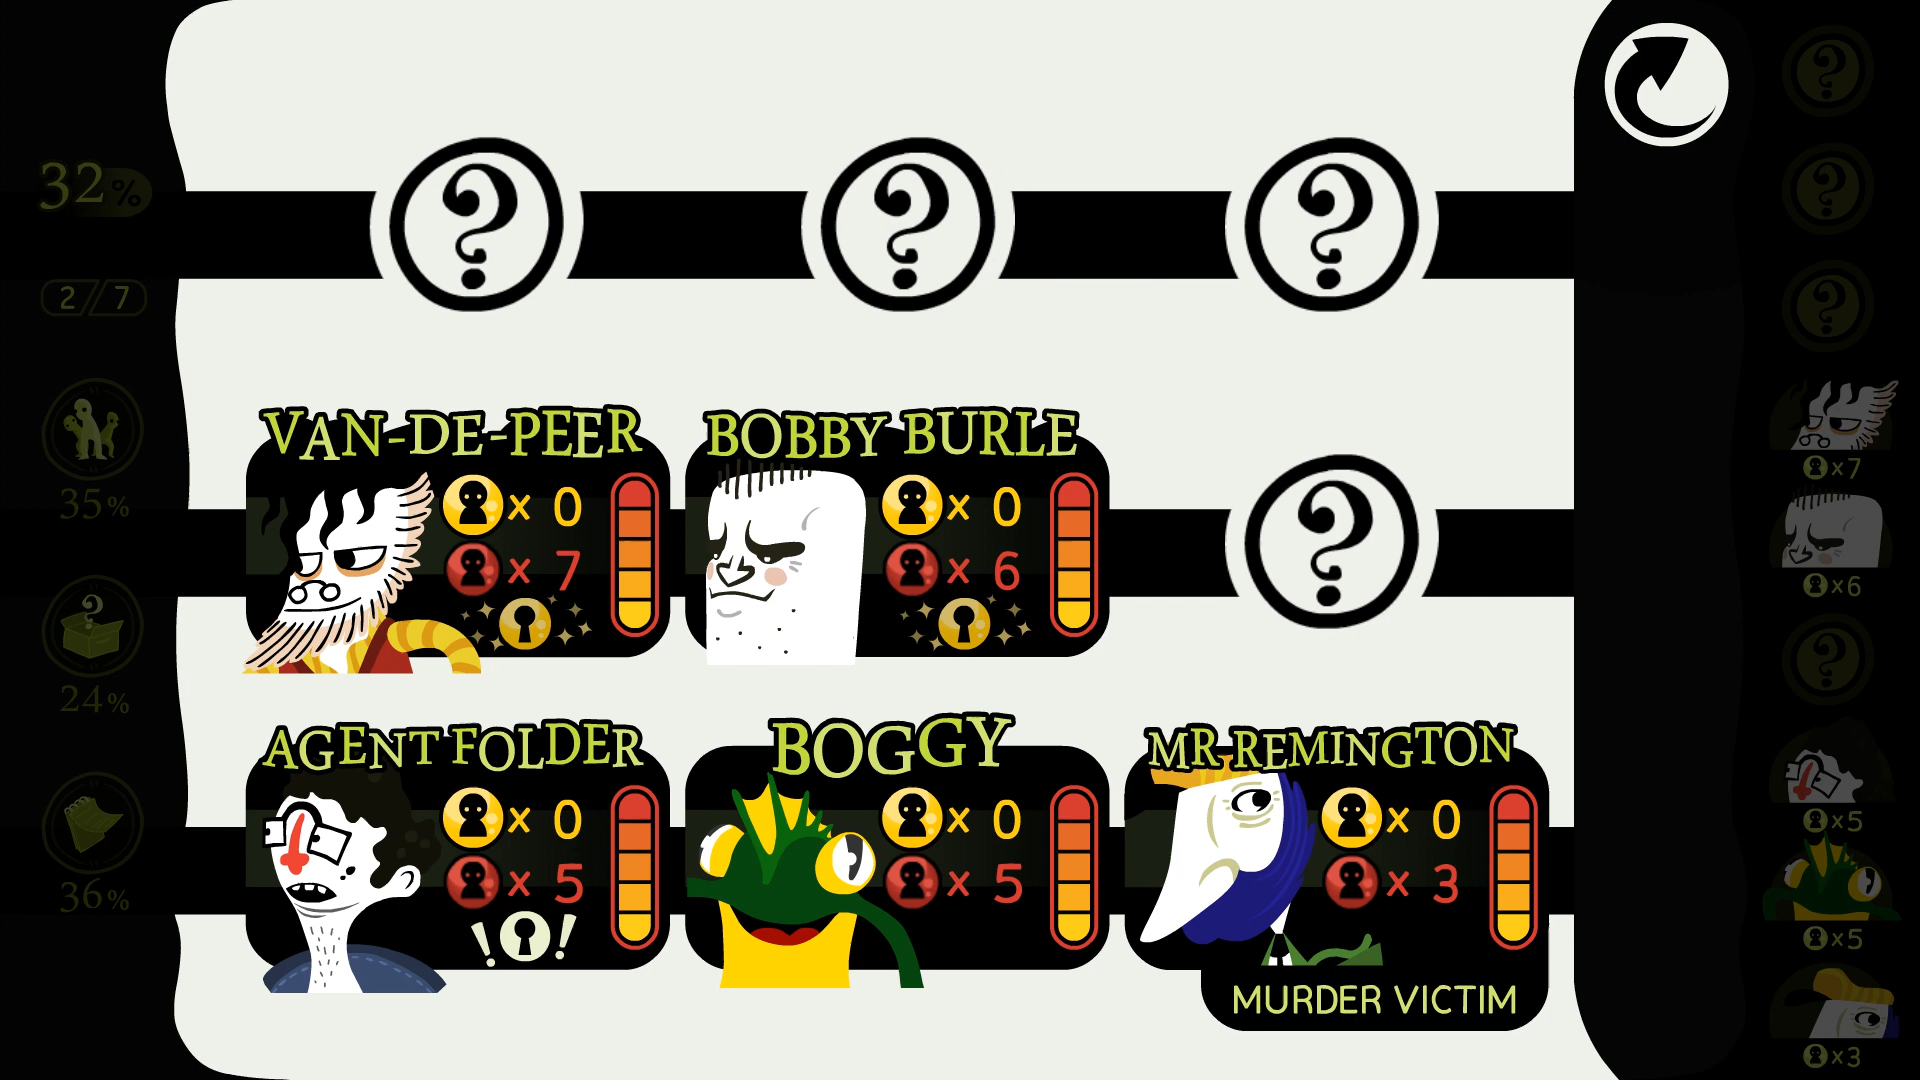 32%
2/7
35%
24%
36%
?
?
?
VAN-DE-PEER
x 0
x 7
BOBBY BURLE
x 0
x 6
?
AGENT FOLDER
x 0
x 5
! !
BOGGY
x 0
x 5
MR REMINGTON
x 0
x 3
MURDER VICTIM
?
?
?
x7
x6
?
x5
x5
x3